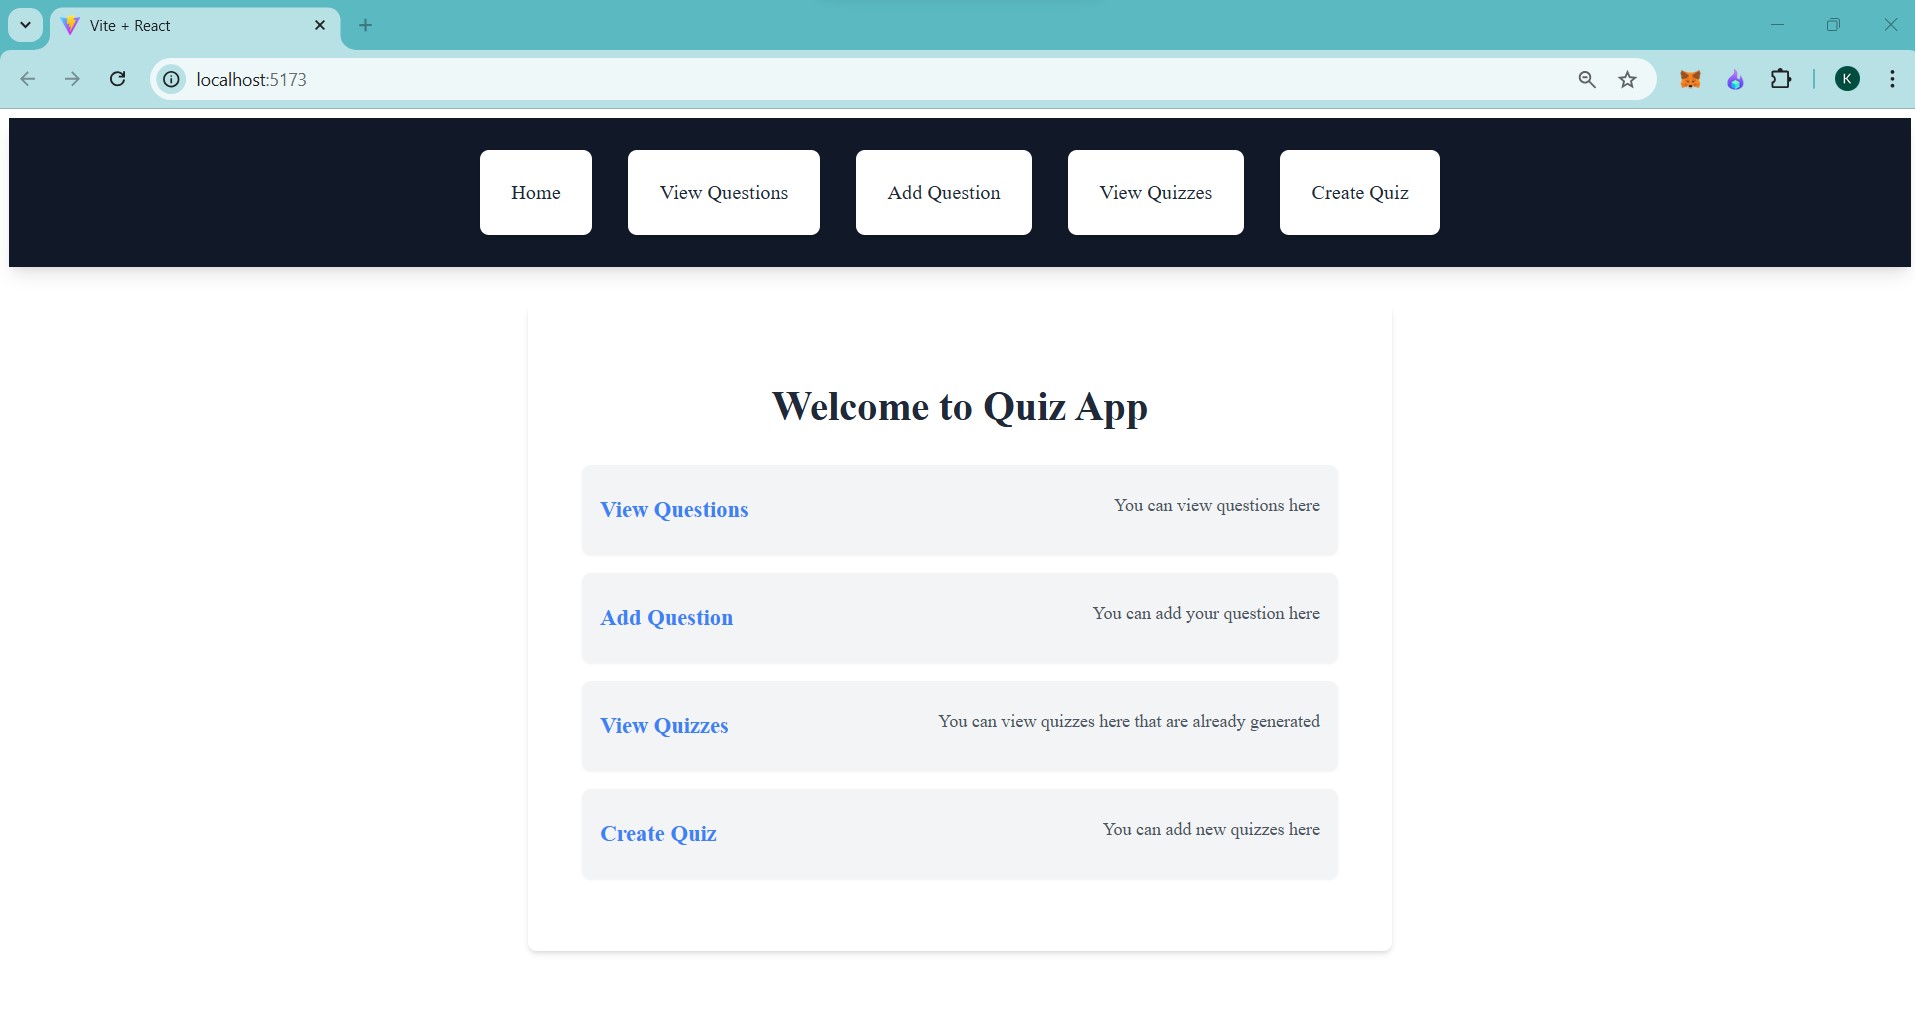 Vite + React
localhost:5173
K
Home View Questions Add Question View Quizzes Create Quiz
Welcome to Quiz App
View Questions You can view questions here
Add Question You can add your question here
View Quizzes You can view quizzes here that are already generated
Create Quiz You can add new quizzes here